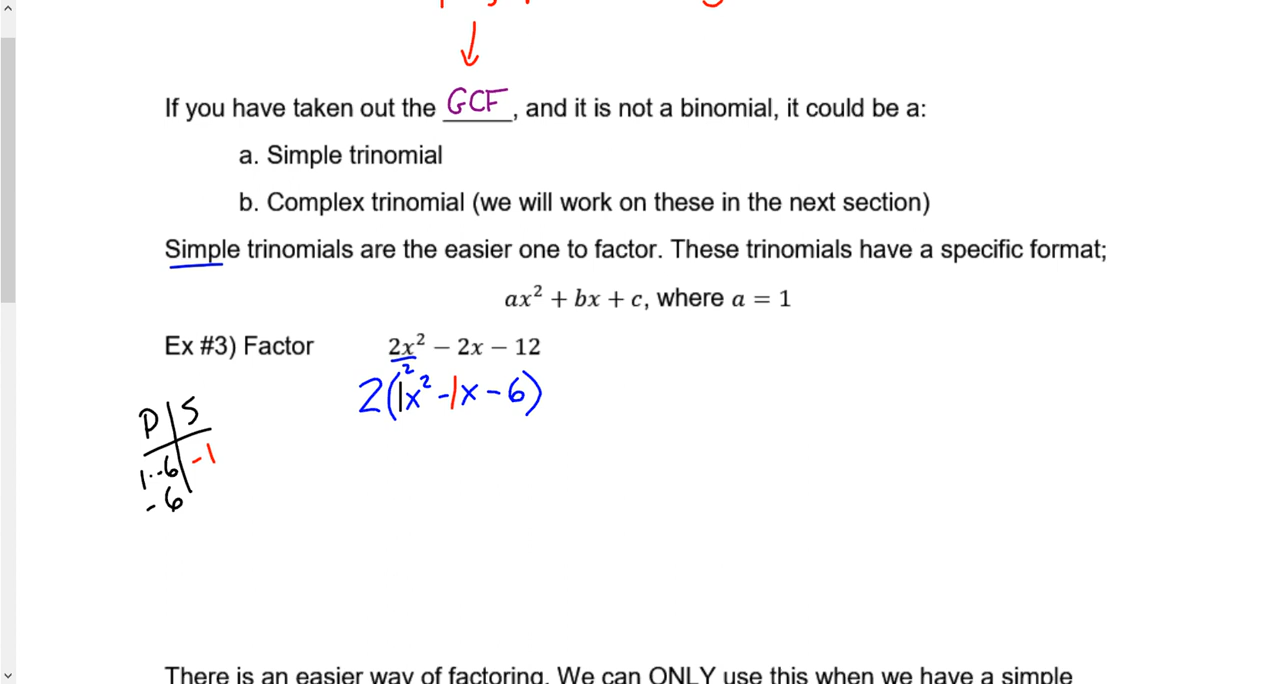 If you have taken out the GCF, and it is not a binomial, it could be a:
a. Simple trinomial
b. Complex trinomial (we will work on these in the next section)
Simple trinomials are the easier one to factor. These trinomials have a specific format;
ax² + bx + c, where a = 1
Ex #3) Factor 2x² − 2x − 12
2
2(1x² -1x - 6)
P | S
1·-6 | -1
-6
There is an easier way of factoring. We can ONLY use this when we have a simple